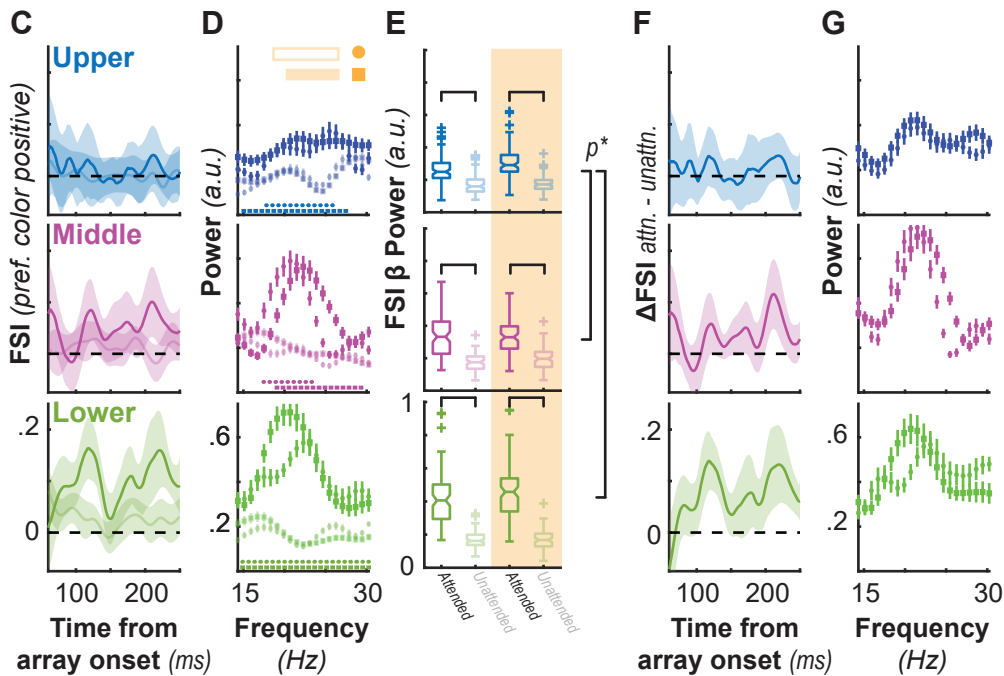 C
D
E
F
G
Upper
Middle
Lower
FSI (pref. color positive)
.2
0
100 200
Time from
array onset (ms)
Power (a.u.)
.6
.2
15 30
Frequency
(Hz)
FSI β Power (a.u.)
1
0
Attended
Unattended
Attended
Unattended
p*
ΔFSI attn. - unattn.
.2
0
100 200
Time from
array onset (ms)
Power (a.u.)
.6
.2
15 30
Frequency
(Hz)